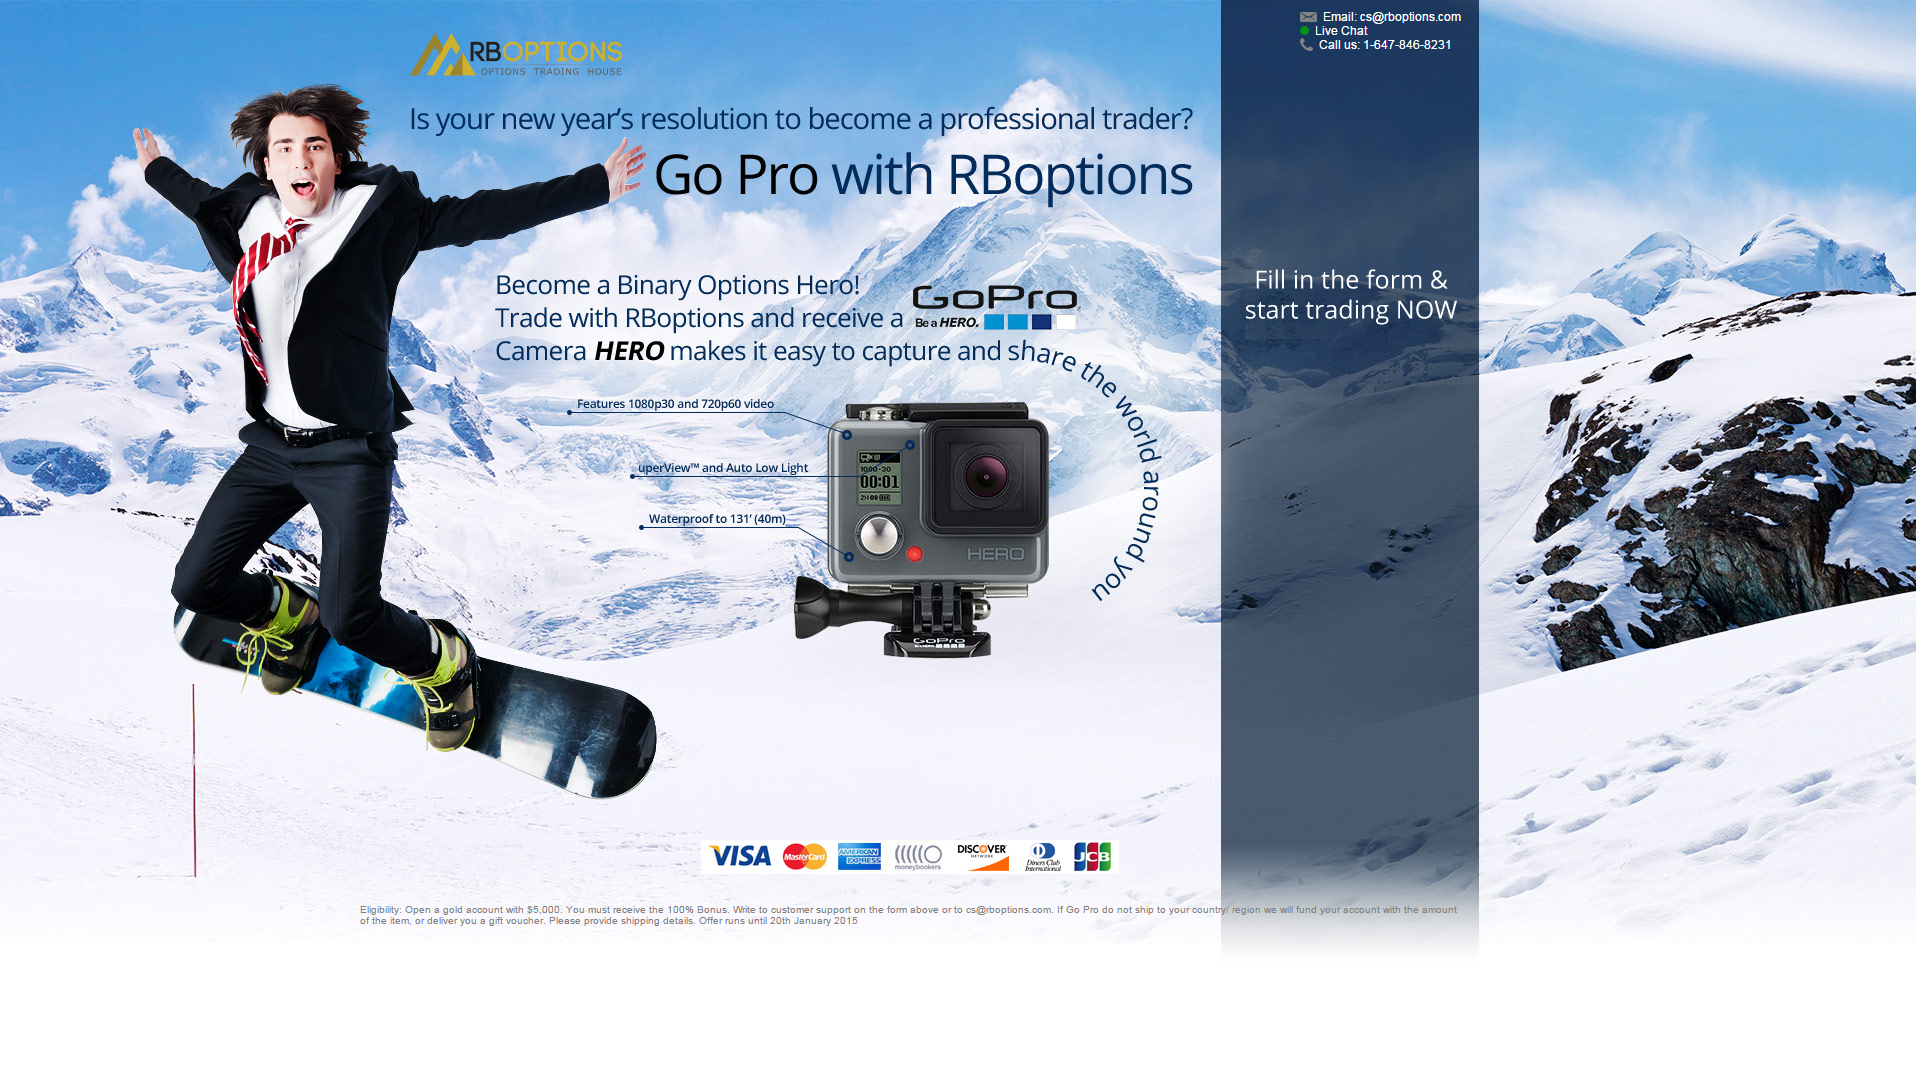 RBOPTIONS
OPTIONS TRADING HOUSE
Email: cs@rboptions.com
Live Chat
Call us: 1-647-846-8231
Is your new year's resolution to become a professional trader?
Go Pro with RBoptions
Become a Binary Options Hero!
Trade with RBoptions and receive a
GoPro
Be a HERO.
Camera HERO makes it easy to capture and share the world around you
Fill in the form &
start trading NOW
Features 1080p30 and 720p60 video
uperView™ and Auto Low Light
Waterproof to 131' (40m)
1080-30
00:01
HERO
GoPro
VISA
MasterCard
AMERICAN EXPRESS
moneybookers
DISCOVER
NETWORK
Diners Club
International
JCB
Eligibility: Open a gold account with $5,000. You must receive the 100% Bonus. Write to customer support on the form above or to cs@rboptions.com. If Go Pro do not ship to your country/ region we will fund your account with the amount
of the item, or deliver you a gift voucher. Please provide shipping details. Offer runs until 20th January 2015